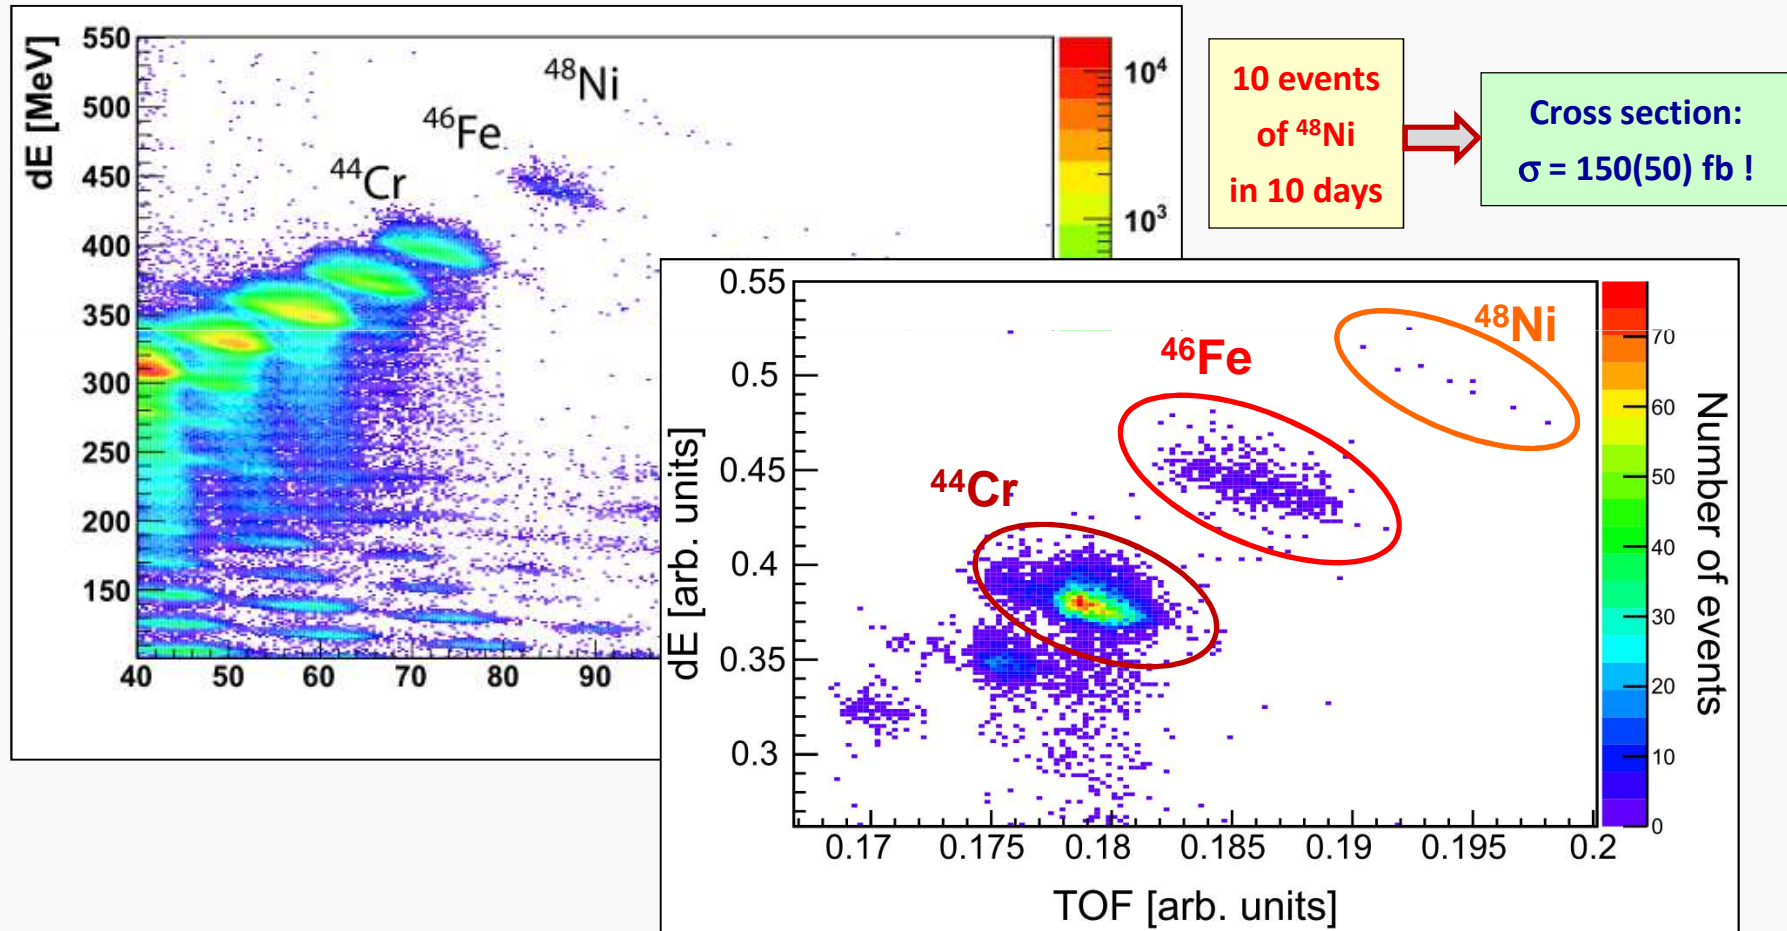 550
500
450
400
350
300
250
200
150
dE [MeV]
40
50
60
70
80
90
⁴⁸Ni
⁴⁶Fe
⁴⁴Cr
10⁴
10³
10 events
of ⁴⁸Ni
in 10 days
Cross section:
σ = 150(50) fb !
0.55
0.5
0.45
0.4
0.35
0.3
dE [arb. units]
⁴⁸Ni
⁴⁶Fe
⁴⁴Cr
70
60
50
40
30
20
10
0
Number of events
0.17
0.175
0.18
0.185
0.19
0.195
0.2
TOF [arb. units]